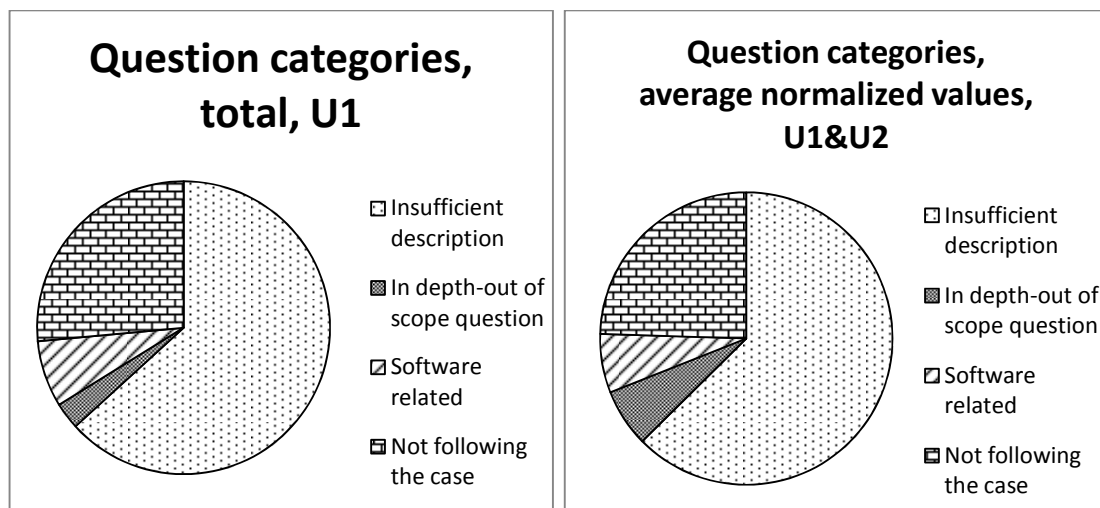 Question categories,
total, U1
Insufficient
description
In depth-out of
scope question
Software
related
Not following
the case
Question categories,
average normalized values,
U1&U2
Insufficient
description
In depth-out of
scope question
Software
related
Not following
the case